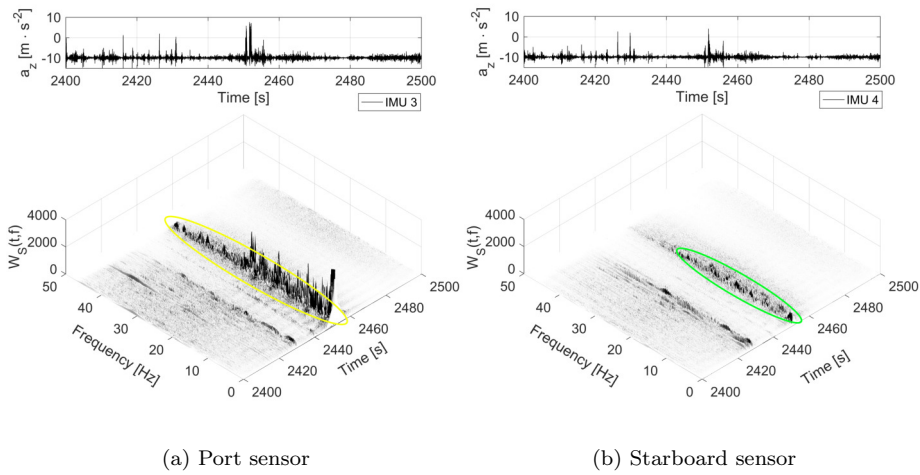 10
0
-10
a_z [m · s^-2]
2400 2420 2440 2460 2480 2500
Time [s]
IMU 3
4000
2000
0
W_S(t,f)
50
40
30
20
10
0
Frequency [Hz]
2400
2420
2440
2460
2480
2500
Time [s]
(a) Port sensor
10
0
-10
a_z [m · s^-2]
2400 2420 2440 2460 2480 2500
Time [s]
IMU 4
4000
2000
0
W_S(t,f)
50
40
30
20
10
0
Frequency [Hz]
2400
2420
2440
2460
2480
2500
Time [s]
(b) Starboard sensor